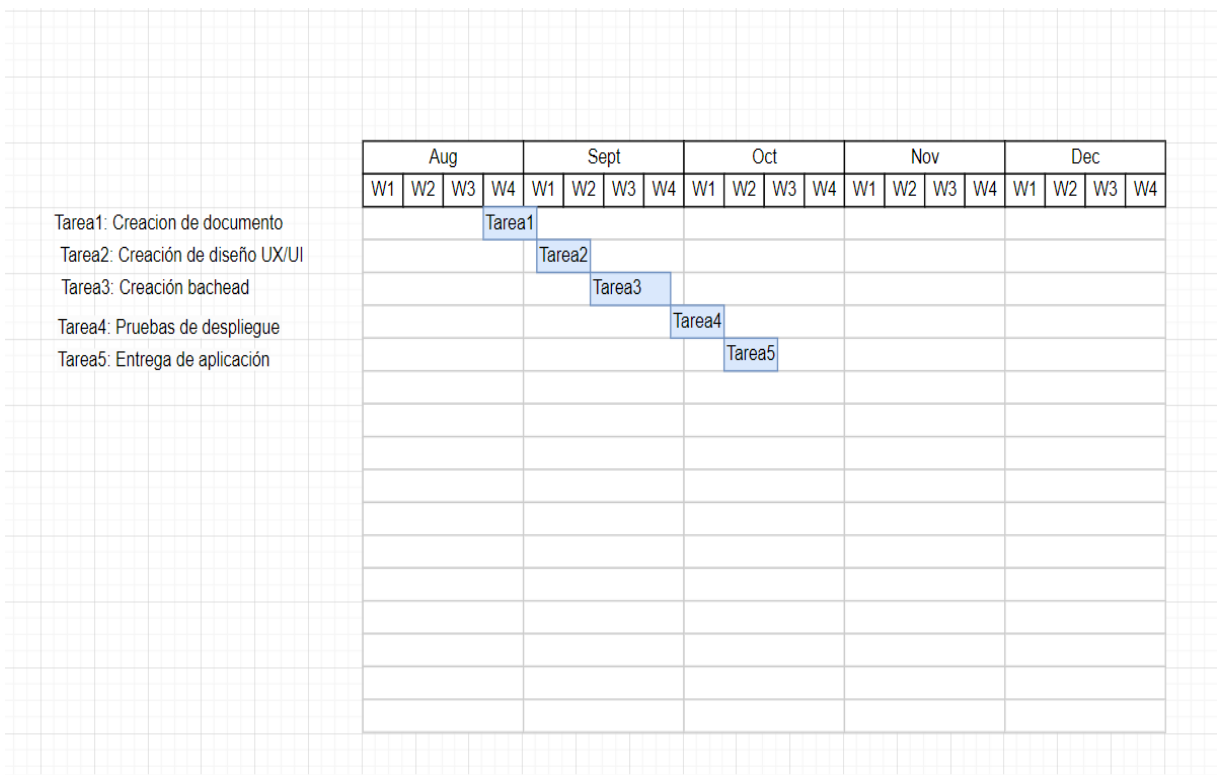 Aug Sept Oct Nov Dec
W1 W2 W3 W4 W1 W2 W3 W4 W1 W2 W3 W4 W1 W2 W3 W4 W1 W2 W3 W4
Tarea1: Creacion de documento Tarea1
Tarea2: Creación de diseño UX/UI Tarea2
Tarea3: Creación bachead Tarea3
Tarea4: Pruebas de despliegue Tarea4
Tarea5: Entrega de aplicación Tarea5